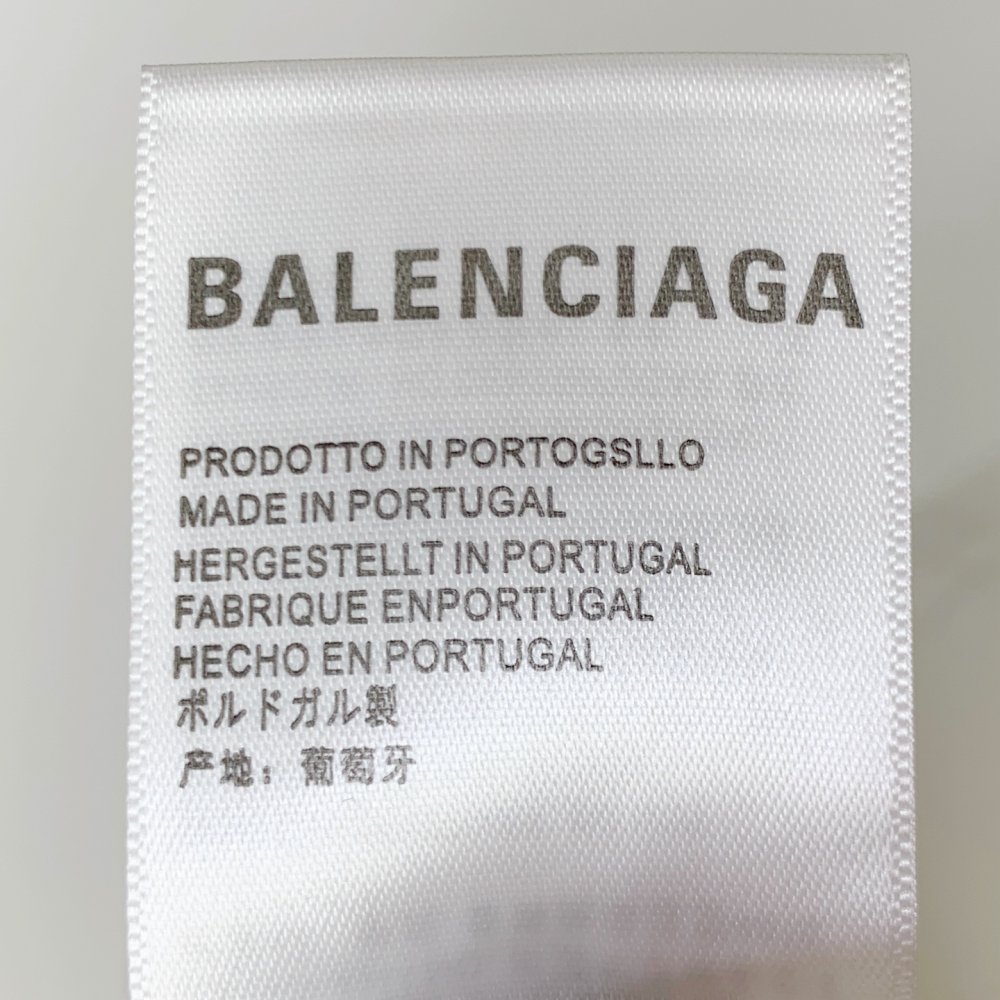 BALENCIAGA
PRODOTTO IN PORTOGSLLO
MADE IN PORTUGAL
HERGESTELLT IN PORTUGAL
FABRIQUE ENPORTUGAL
HECHO EN PORTUGAL
ポルドガル製
产地：葡萄牙